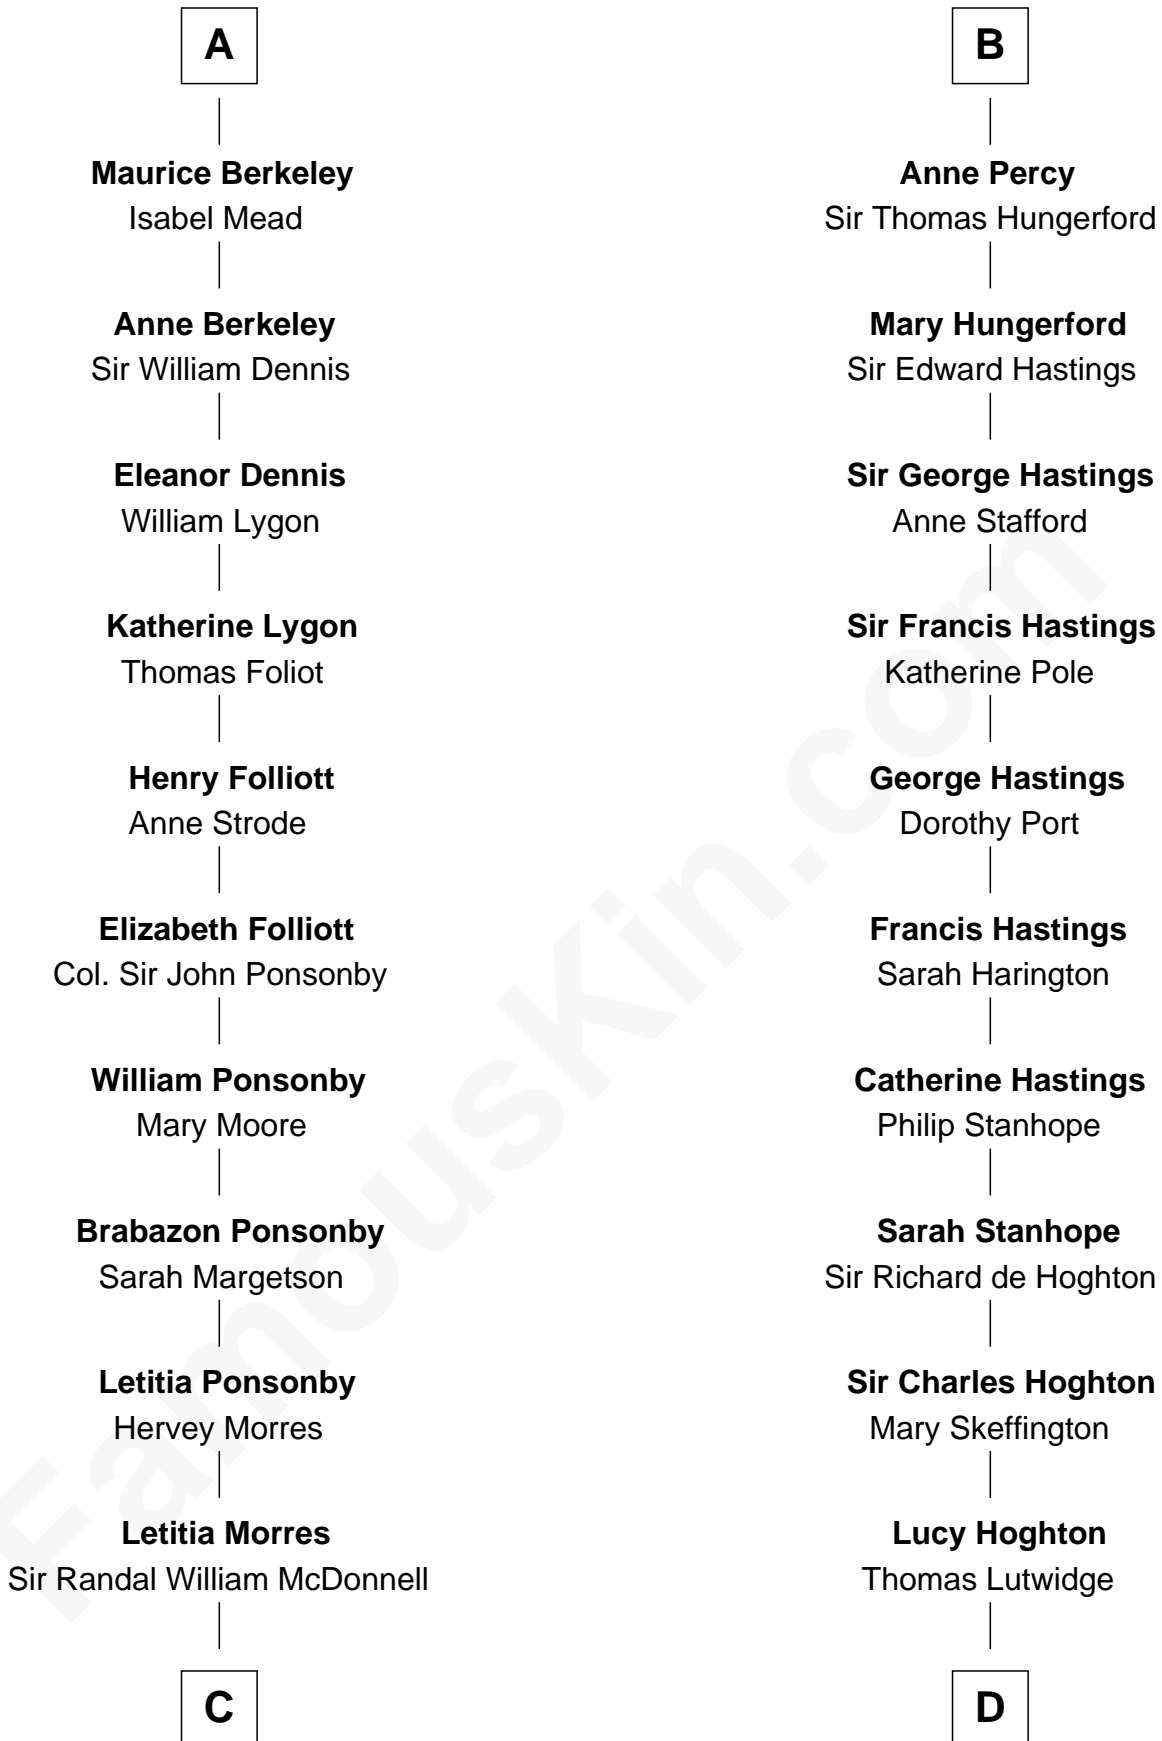 A
Maurice Berkeley
Isabel Mead
Anne Berkeley
Sir William Dennis
Eleanor Dennis
William Lygon
Katherine Lygon
Thomas Foliot
Henry Folliott
Anne Strode
Elizabeth Folliott
Col. Sir John Ponsonby
William Ponsonby
Mary Moore
Brabazon Ponsonby
Sarah Margetson
Letitia Ponsonby
Hervey Morres
Letitia Morres
Sir Randal William McDonnell
C
B
Anne Percy
Sir Thomas Hungerford
Mary Hungerford
Sir Edward Hastings
Sir George Hastings
Anne Stafford
Sir Francis Hastings
Katherine Pole
George Hastings
Dorothy Port
Francis Hastings
Sarah Harington
Catherine Hastings
Philip Stanhope
Sarah Stanhope
Sir Richard de Hoghton
Sir Charles Hoghton
Mary Skeffington
Lucy Hoghton
Thomas Lutwidge
D
FamousKin.com